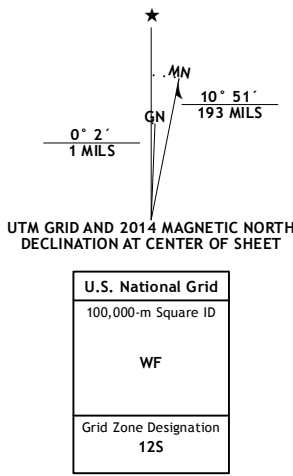 ★
MN
GN
10° 51´
193 MILS
0° 2´
1 MILS
UTM GRID AND 2014 MAGNETIC NORTH
DECLINATION AT CENTER OF SHEET
U.S. National Grid
100,000-m Square ID
WF
Grid Zone Designation
12S